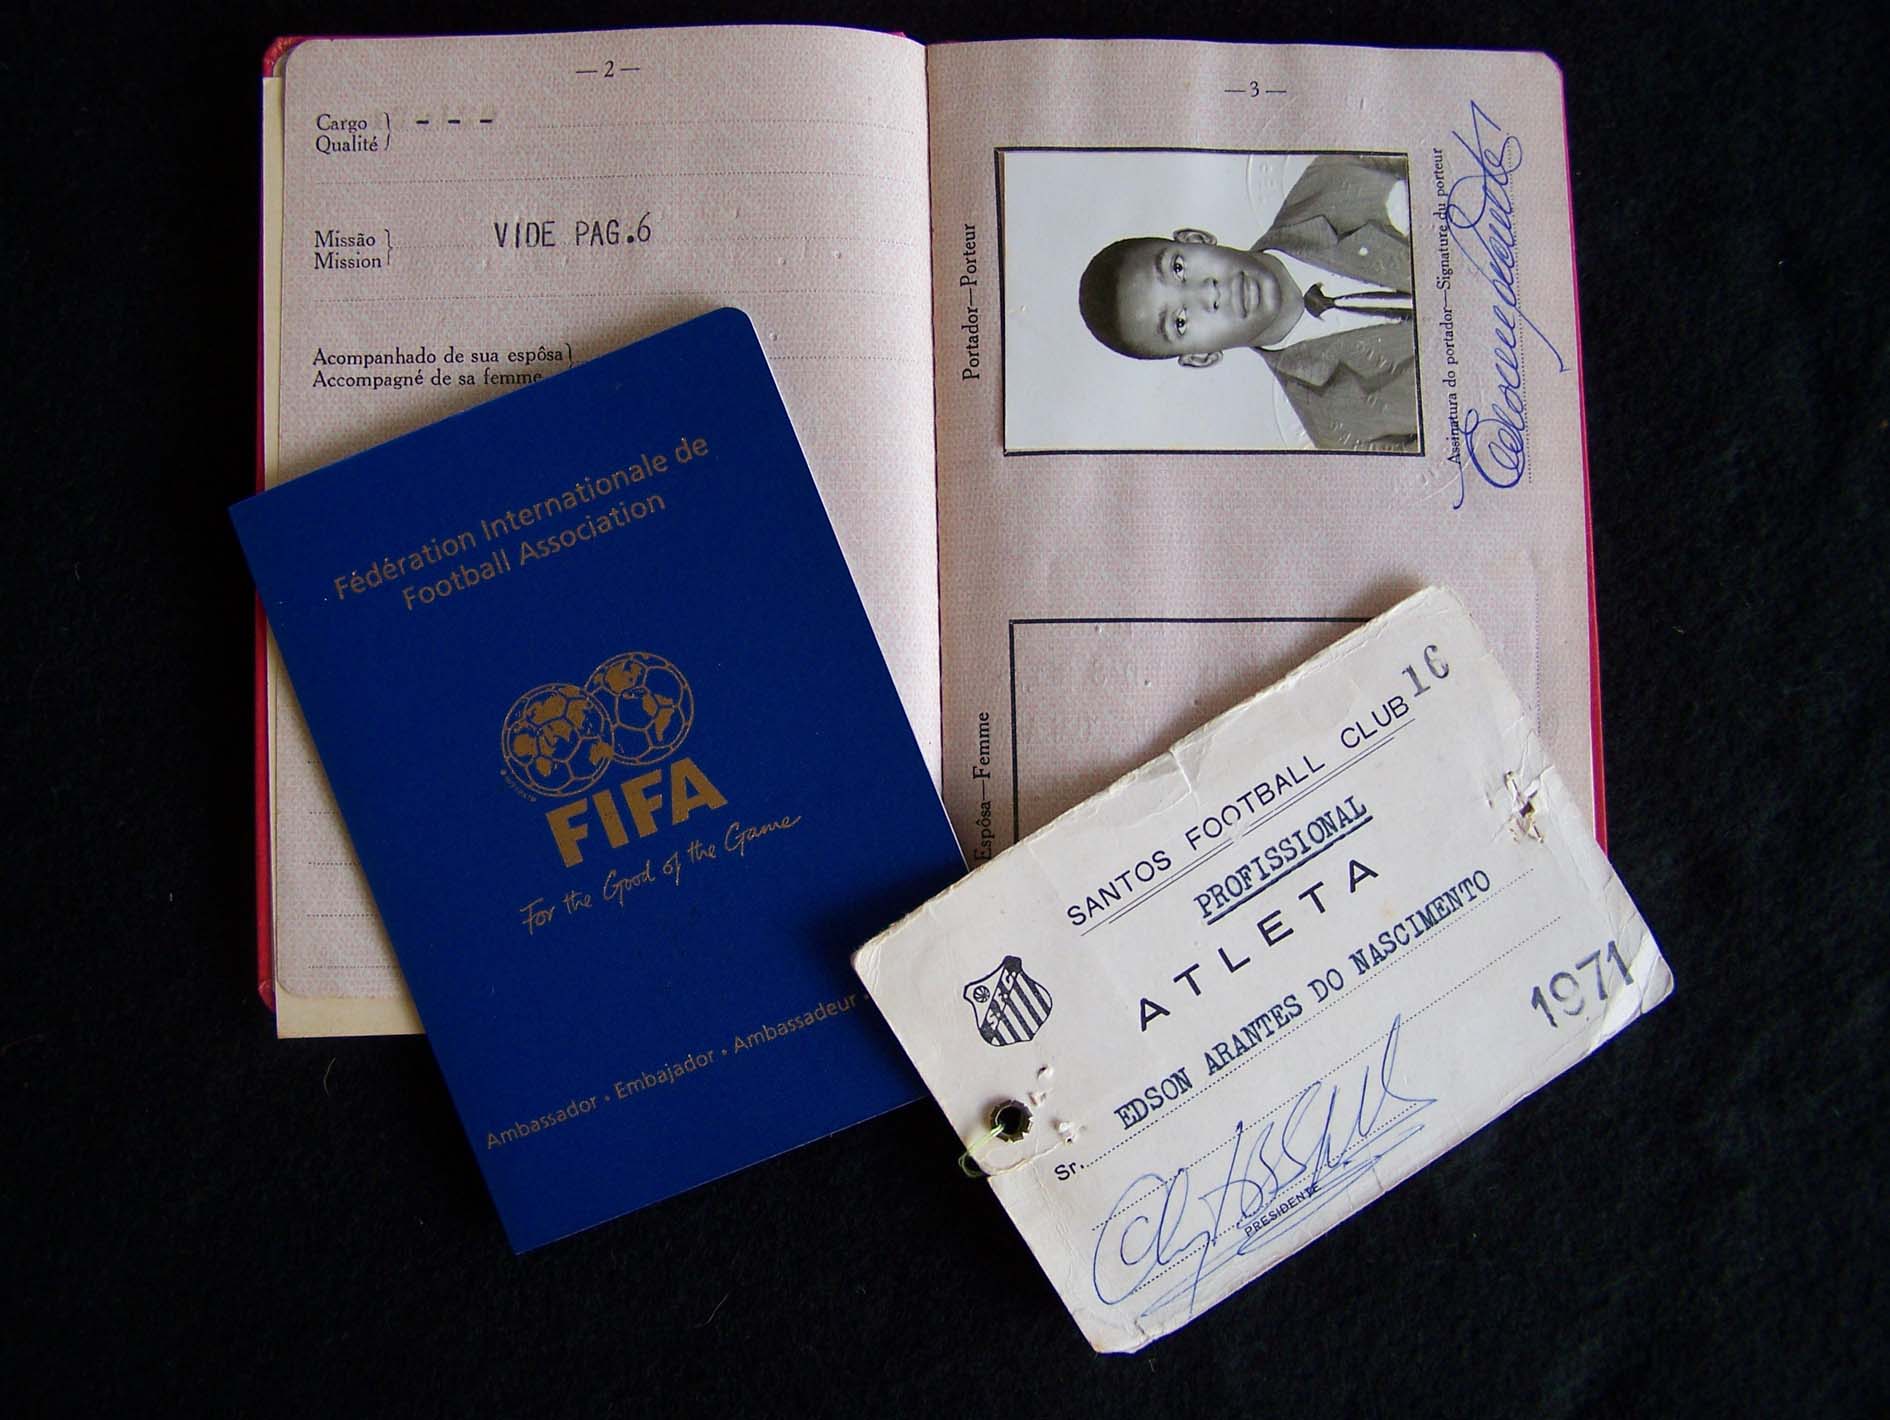 — 2 —
Cargo
Qualité
- - -
Missão
Mission
VIDE PAG.6
Acompanhado de sua espôsa
Accompagné de sa femme
— 3 —
Portador—Porteur
Assinatura do portador—Signature du porteur
Espôsa—Femme
Fédération Internationale de
Football Association
FIFA
For the Good of the Game
Ambassador • Embajador • Ambassadeur •
SANTOS FOOTBALL CLUB 16
PROFISSIONAL
ATLETA
Sr. EDSON ARANTES DO NASCIMENTO
1971
PRESIDENTE